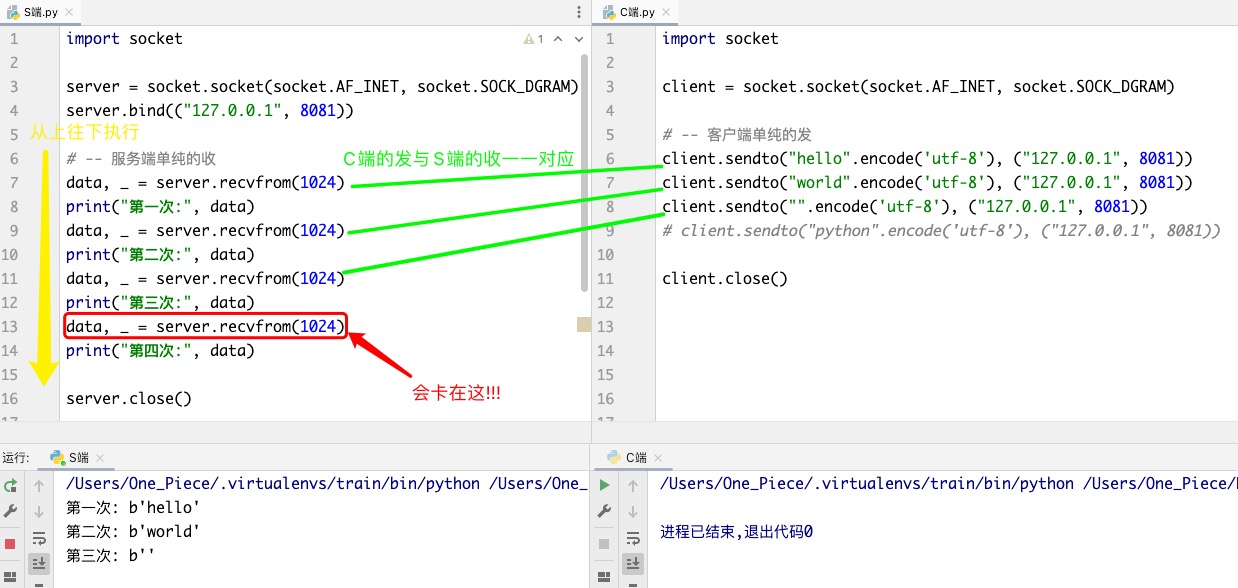 S端.py
1
import socket
2
3
server = socket.socket(socket.AF_INET, socket.SOCK_DGRAM)
4
server.bind(("127.0.0.1", 8081))
5
从上往下执行
6
# -- 服务端单纯的收
C端的发与S端的收一一对应
7
data, _ = server.recvfrom(1024)
8
print("第一次:", data)
9
data, _ = server.recvfrom(1024)
10
print("第二次:", data)
11
data, _ = server.recvfrom(1024)
12
print("第三次:", data)
13
data, _ = server.recvfrom(1024)
14
print("第四次:", data)
会卡在这!!!
15
16
server.close()
17
1
C端.py
1
import socket
2
3
client = socket.socket(socket.AF_INET, socket.SOCK_DGRAM)
4
5
# -- 客户端单纯的发
6
client.sendto("hello".encode('utf-8'), ("127.0.0.1", 8081))
7
client.sendto("world".encode('utf-8'), ("127.0.0.1", 8081))
8
client.sendto("".encode('utf-8'), ("127.0.0.1", 8081))
9
# client.sendto("python".encode('utf-8'), ("127.0.0.1", 8081))
10
11
client.close()
12
13
14
15
16
17
运行:
S端
/Users/One_Piece/.virtualenvs/train/bin/python /Users/One_
第一次: b'hello'
第二次: b'world'
第三次: b''
C端
/Users/One_Piece/.virtualenvs/train/bin/python /Users/One_Piece/
进程已结束,退出代码0